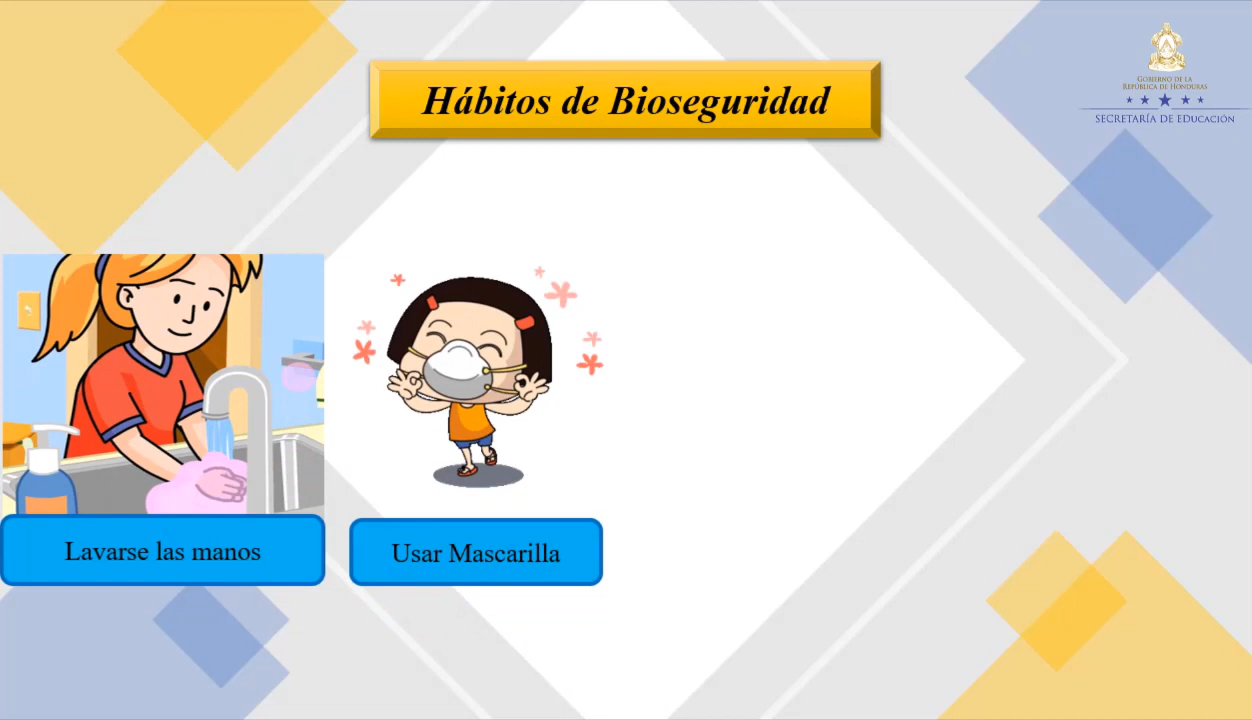 Hábitos de Bioseguridad
GOBIERNO DE LA
REPÚBLICA DE HONDURAS
SECRETARÍA DE EDUCACIÓN
Lavarse las manos
Usar Mascarilla